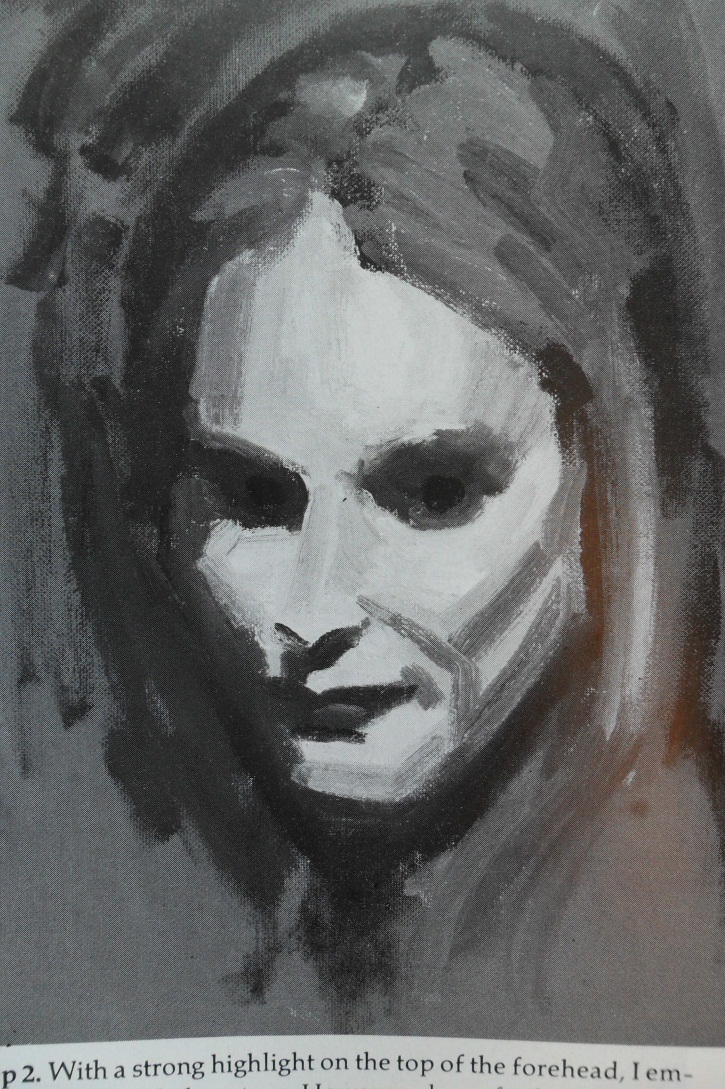 p 2. With a strong highlight on the top of the forehead, I em-